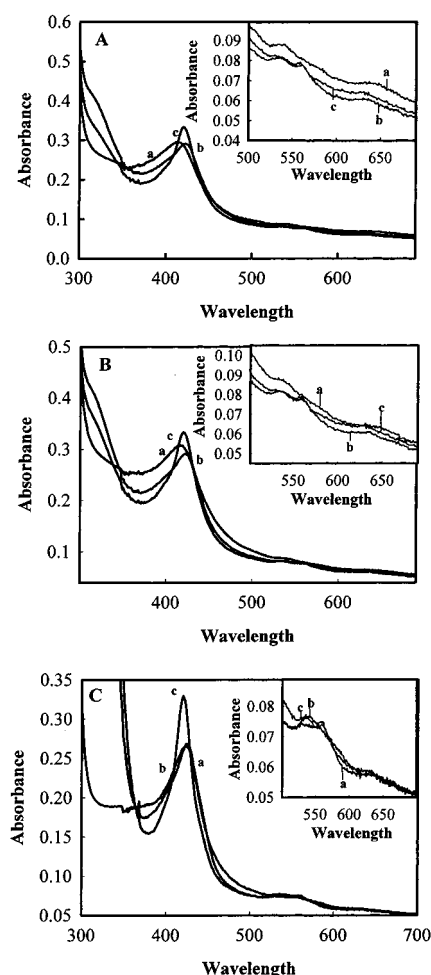 A
0.6
0.5
0.4
0.3
0.2
0.1
0.0
Absorbance
300
400
500
600
Wavelength
a
c
b
0.09
0.08
0.07
0.06
0.05
0.04
Absorbance
500
550
600
650
Wavelength
a
c
b
B
0.5
0.4
0.3
0.2
0.1
Absorbance
400
500
600
Wavelength
c
a
b
0.10
0.09
0.08
0.07
0.06
0.05
Absorbance
550
600
650
Wavelength
a
c
b
C
0.35
0.30
0.25
0.20
0.15
0.10
0.05
Absorbance
300
400
500
600
700
Wavelength
c
b
a
0.08
0.07
0.06
0.05
Absorbance
550
600
650
Wavelength
c
b
a